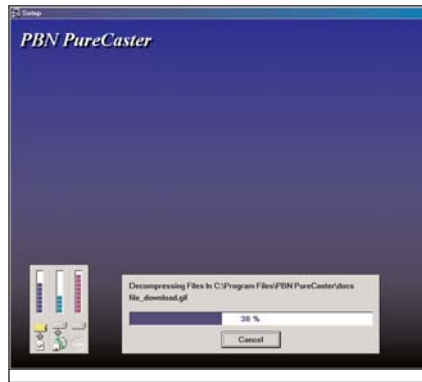 Setup
PBN PureCaster
Decompressing Files In C:\Program Files\PBN PureCaster\docs
file_download.gif
38 %
Cancel